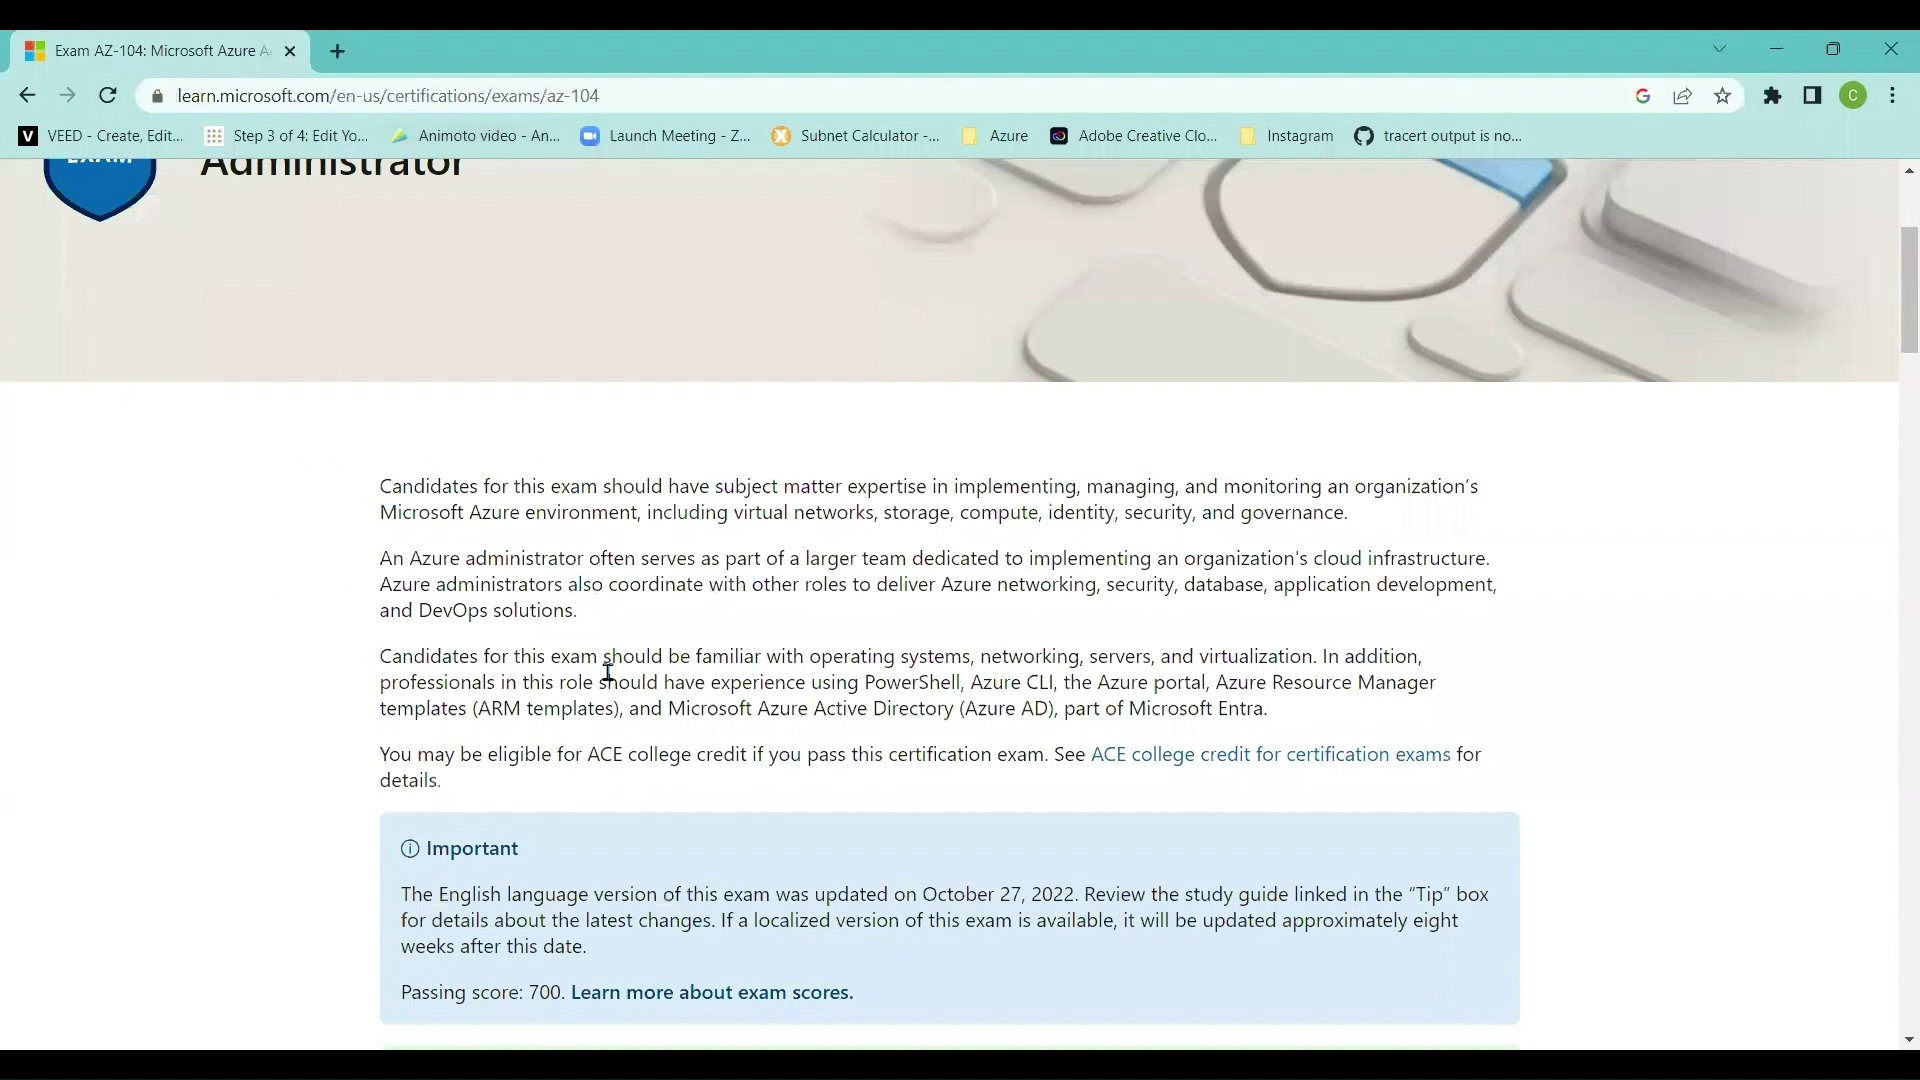 Exam AZ-104: Microsoft Azure A
learn.microsoft.com/en-us/certifications/exams/az-104
C
V VEED - Create, Edit... Step 3 of 4: Edit Yo... Animoto video - An... Launch Meeting - Z... Subnet Calculator -... Azure Adobe Creative Clo... Instagram tracert output is no...
EXAM Administrator
Candidates for this exam should have subject matter expertise in implementing, managing, and monitoring an organization's
Microsoft Azure environment, including virtual networks, storage, compute, identity, security, and governance.
An Azure administrator often serves as part of a larger team dedicated to implementing an organization's cloud infrastructure.
Azure administrators also coordinate with other roles to deliver Azure networking, security, database, application development,
and DevOps solutions.
Candidates for this exam should be familiar with operating systems, networking, servers, and virtualization. In addition,
professionals in this role should have experience using PowerShell, Azure CLI, the Azure portal, Azure Resource Manager
templates (ARM templates), and Microsoft Azure Active Directory (Azure AD), part of Microsoft Entra.
You may be eligible for ACE college credit if you pass this certification exam. See ACE college credit for certification exams for
details.
Important
The English language version of this exam was updated on October 27, 2022. Review the study guide linked in the “Tip” box
for details about the latest changes. If a localized version of this exam is available, it will be updated approximately eight
weeks after this date.
Passing score: 700. Learn more about exam scores.